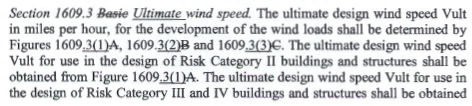 Section 1609.3 Basic Ultimate wind speed. The ultimate design wind speed Vult
in miles per hour, for the development of the wind loads shall be determined by
Figures 1609.3(1)A, 1609.3(2)B and 1609.3(3)C. The ultimate design wind speed
Vult for use in the design of Risk Category II buildings and structures shall be
obtained from Figure 1609.3(1)A. The ultimate design wind speed Vult for use in
the design of Risk Category III and IV buildings and structures shall be obtained